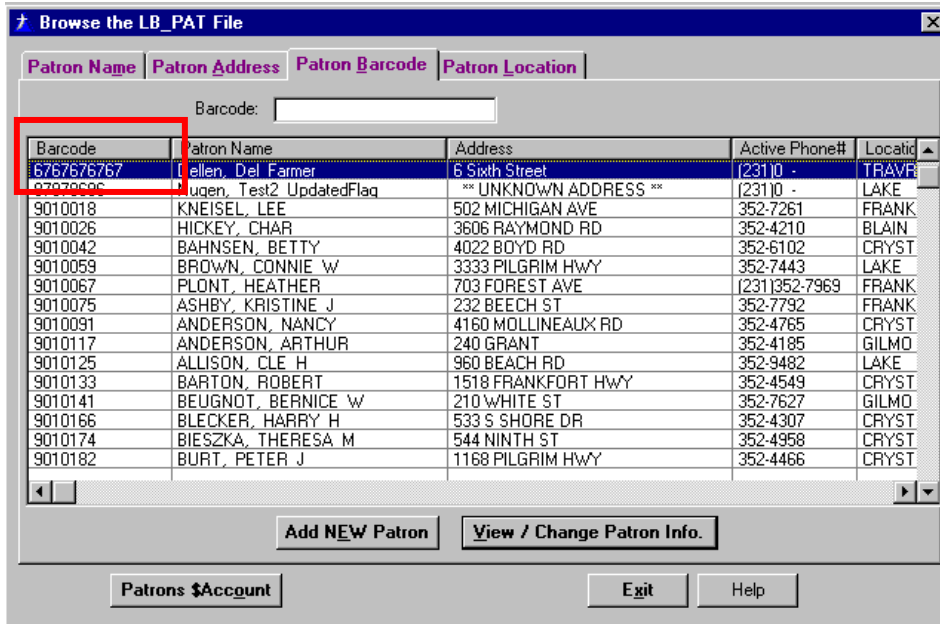 Browse the LB_PAT File
Patron Name Patron Address Patron Barcode Patron Location
Barcode:
Barcode Patron Name Address Active Phone# Locatio
6767676767 Dellen, Del Farmer 6 Sixth Street (231)0 - TRAVR
87878686 Nugen, Test2 UpdatedFlag ** UNKNOWN ADDRESS ** (231)0 - LAKE
9010018 KNEISEL, LEE 502 MICHIGAN AVE 352-7261 FRANK
9010026 HICKEY, CHAR 3606 RAYMOND RD 352-4210 BLAIN
9010042 BAHNSEN, BETTY 4022 BOYD RD 352-6102 CRYST
9010059 BROWN, CONNIE W 3333 PILGRIM HWY 352-7443 LAKE
9010067 PLONT, HEATHER 703 FOREST AVE (231)352-7969 FRANK
9010075 ASHBY, KRISTINE J 232 BEECH ST 352-7792 FRANK
9010091 ANDERSON, NANCY 4160 MOLLINEAUX RD 352-4765 CRYST
9010117 ANDERSON, ARTHUR 240 GRANT 352-4185 GILMO
9010125 ALLISON, CLE H 960 BEACH RD 352-9482 LAKE
9010133 BARTON, ROBERT 1518 FRANKFORT HWY 352-4549 CRYST
9010141 BEUGNOT, BERNICE W 210 WHITE ST 352-7627 GILMO
9010166 BLECKER, HARRY H 533 S SHORE DR 352-4307 CRYST
9010174 BIESZKA, THERESA M 544 NINTH ST 352-4958 CRYST
9010182 BURT, PETER J 1168 PILGRIM HWY 352-4466 CRYST
Add NEW Patron View / Change Patron Info.
Patrons $Account Exit Help